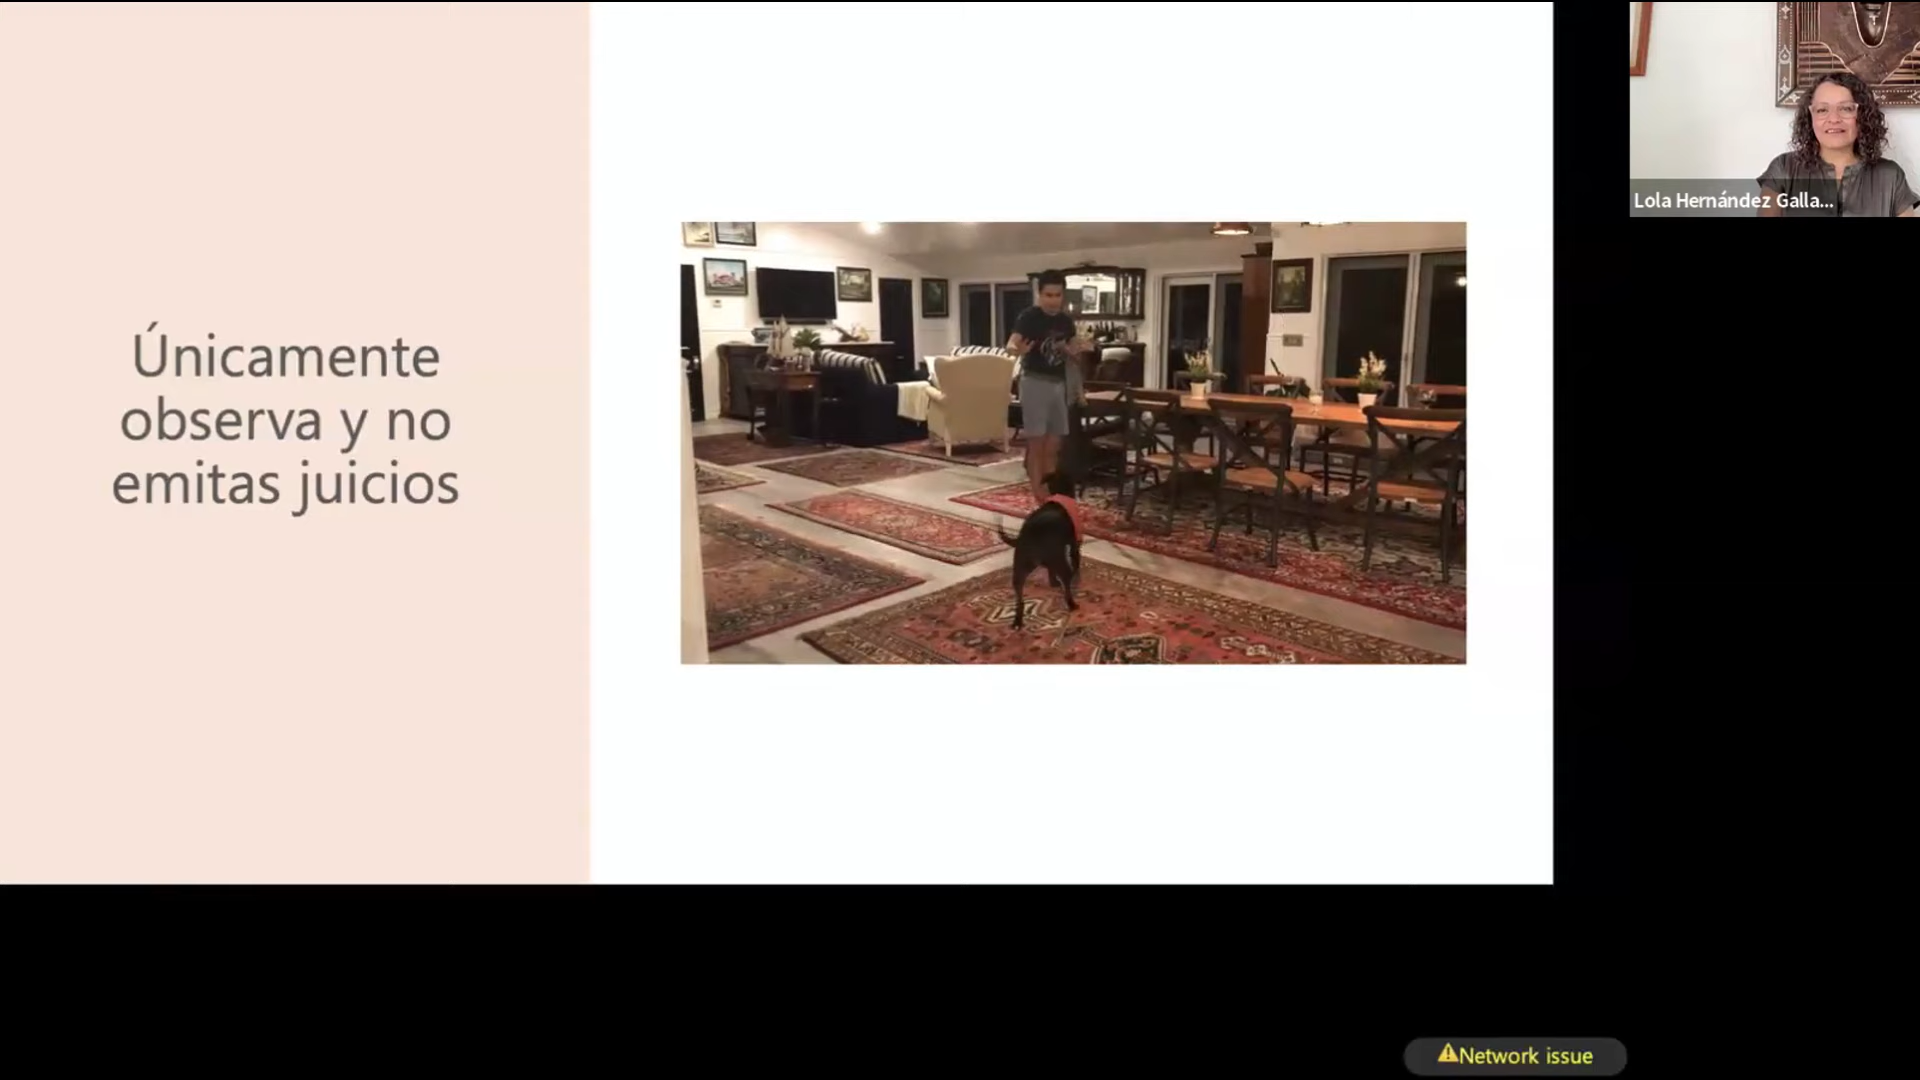 Únicamente
observa y no
emitas juicios
Lola Hernández Galla...
Network issue